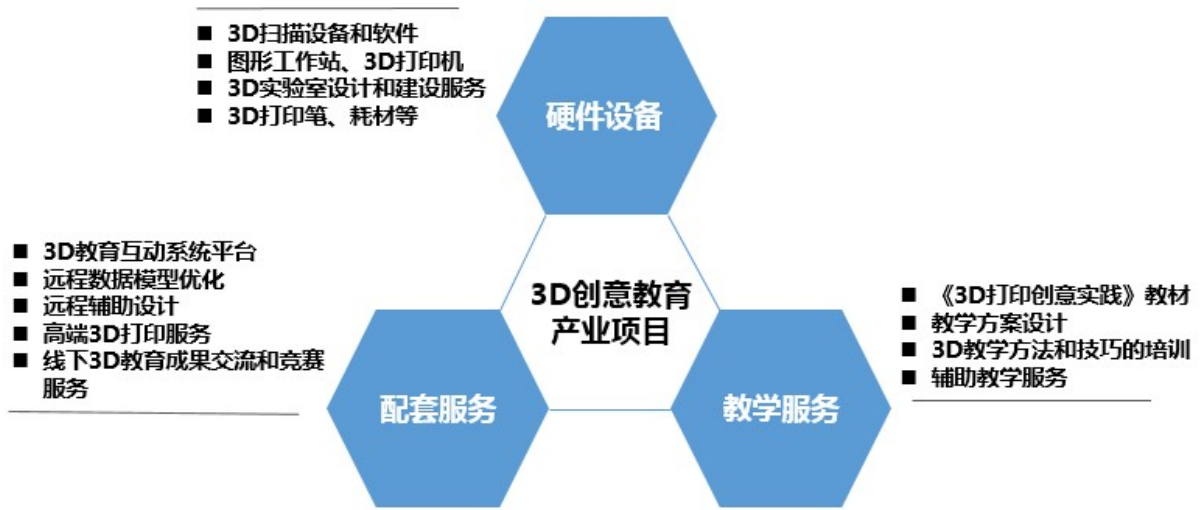 ■ 3D扫描设备和软件
■ 图形工作站、3D打印机
■ 3D实验室设计和建设服务
■ 3D打印笔、耗材等
硬件设备
■ 3D教育互动系统平台
■ 远程数据模型优化
■ 远程辅助设计
■ 高端3D打印服务
■ 线下3D教育成果交流和竞赛
服务
3D创意教育
产业项目
■ 《3D打印创意实践》教材
■ 教学方案设计
■ 3D教学方法和技巧的培训
■ 辅助教学服务
配套服务
教学服务